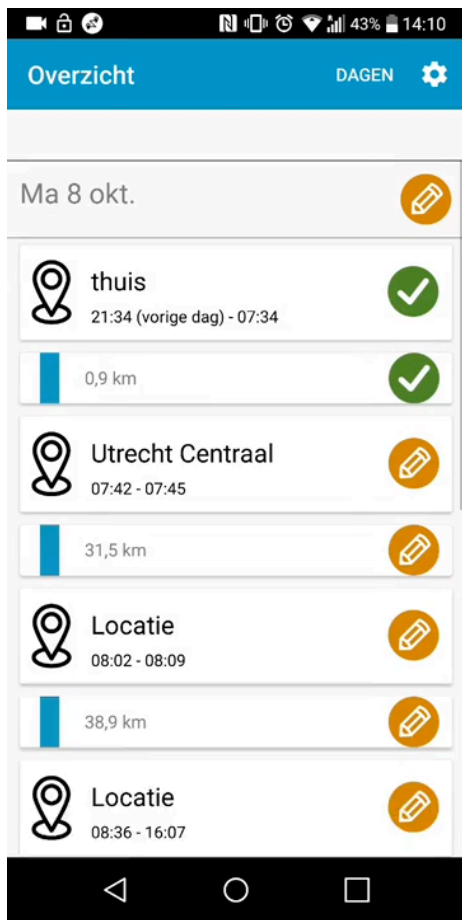 43% 14:10
Overzicht DAGEN
Ma 8 okt.
thuis
21:34 (vorige dag) - 07:34
0,9 km
Utrecht Centraal
07:42 - 07:45
31,5 km
Locatie
08:02 - 08:09
38,9 km
Locatie
08:36 - 16:07